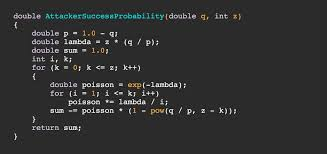 double AttackerSuccessProbability(double q, int z)
{
    double p = 1.0 - q;
    double lambda = z * (q / p);
    double sum = 1.0;
    int i, k;
    for (k = 0; k <= z; k++)
    {
        double poisson = exp(-lambda);
        for (i = 1; i <= k; i++)
            poisson *= lambda / i;
        sum -= poisson * (1 - pow(q / p, z - k));
    }
    return sum;
}